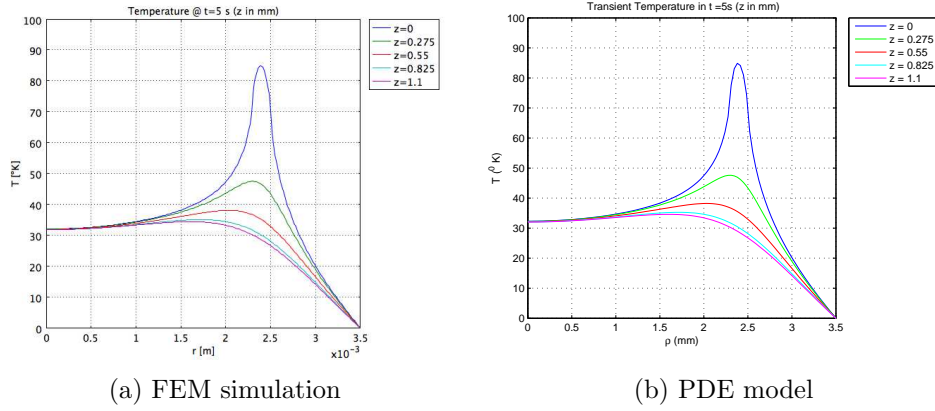 Temperature @ t=5 s (z in mm)
100
90
80
70
60
50
40
30
20
10
0
T [°K]
0 0.5 1 1.5 2 2.5 3 3.5
x10⁻³
r [m]
z=0
z=0.275
z=0.55
z=0.825
z=1.1
(a) FEM simulation
Transient Temperature in t =5s (z in mm)
100
90
80
70
60
50
40
30
20
10
0
T (⁰ K)
0 0.5 1 1.5 2 2.5 3 3.5
ρ (mm)
z = 0
z = 0.275
z = 0.55
z = 0.825
z = 1.1
(b) PDE model